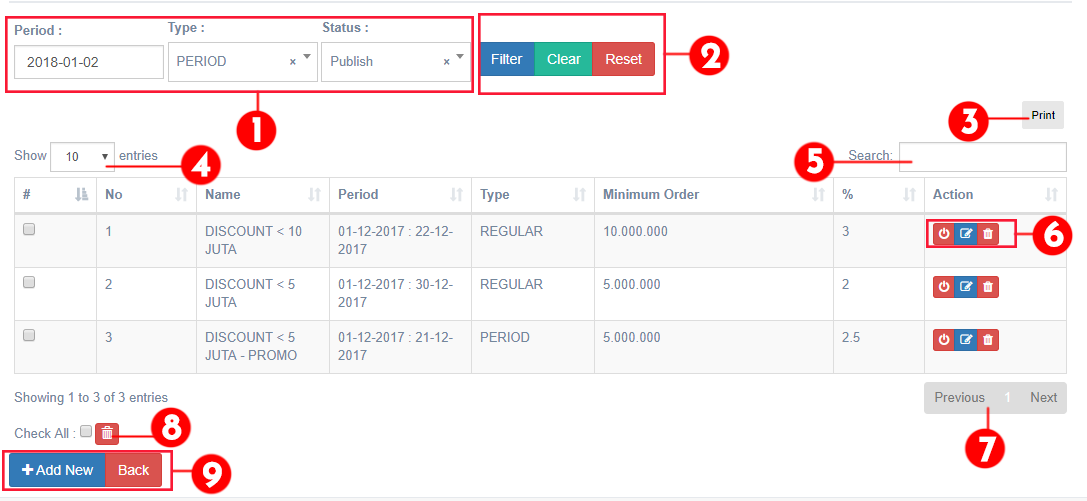 Period : Type : Status :
2018-01-02 PERIOD × Publish ×
Filter Clear Reset
2
1
Print
3
Show 10 entries
4
5
Search:
# No Name Period Type Minimum Order % Action
1 DISCOUNT < 10 01-12-2017 : 22-12- REGULAR 10.000.000 3
JUTA 2017
6
2 DISCOUNT < 5 01-12-2017 : 30-12- REGULAR 5.000.000 2
JUTA 2017
3 DISCOUNT < 5 01-12-2017 : 21-12- PERIOD 5.000.000 2.5
JUTA - PROMO 2017
Showing 1 to 3 of 3 entries
Previous 1 Next
Check All :
8
7
+ Add New Back
9